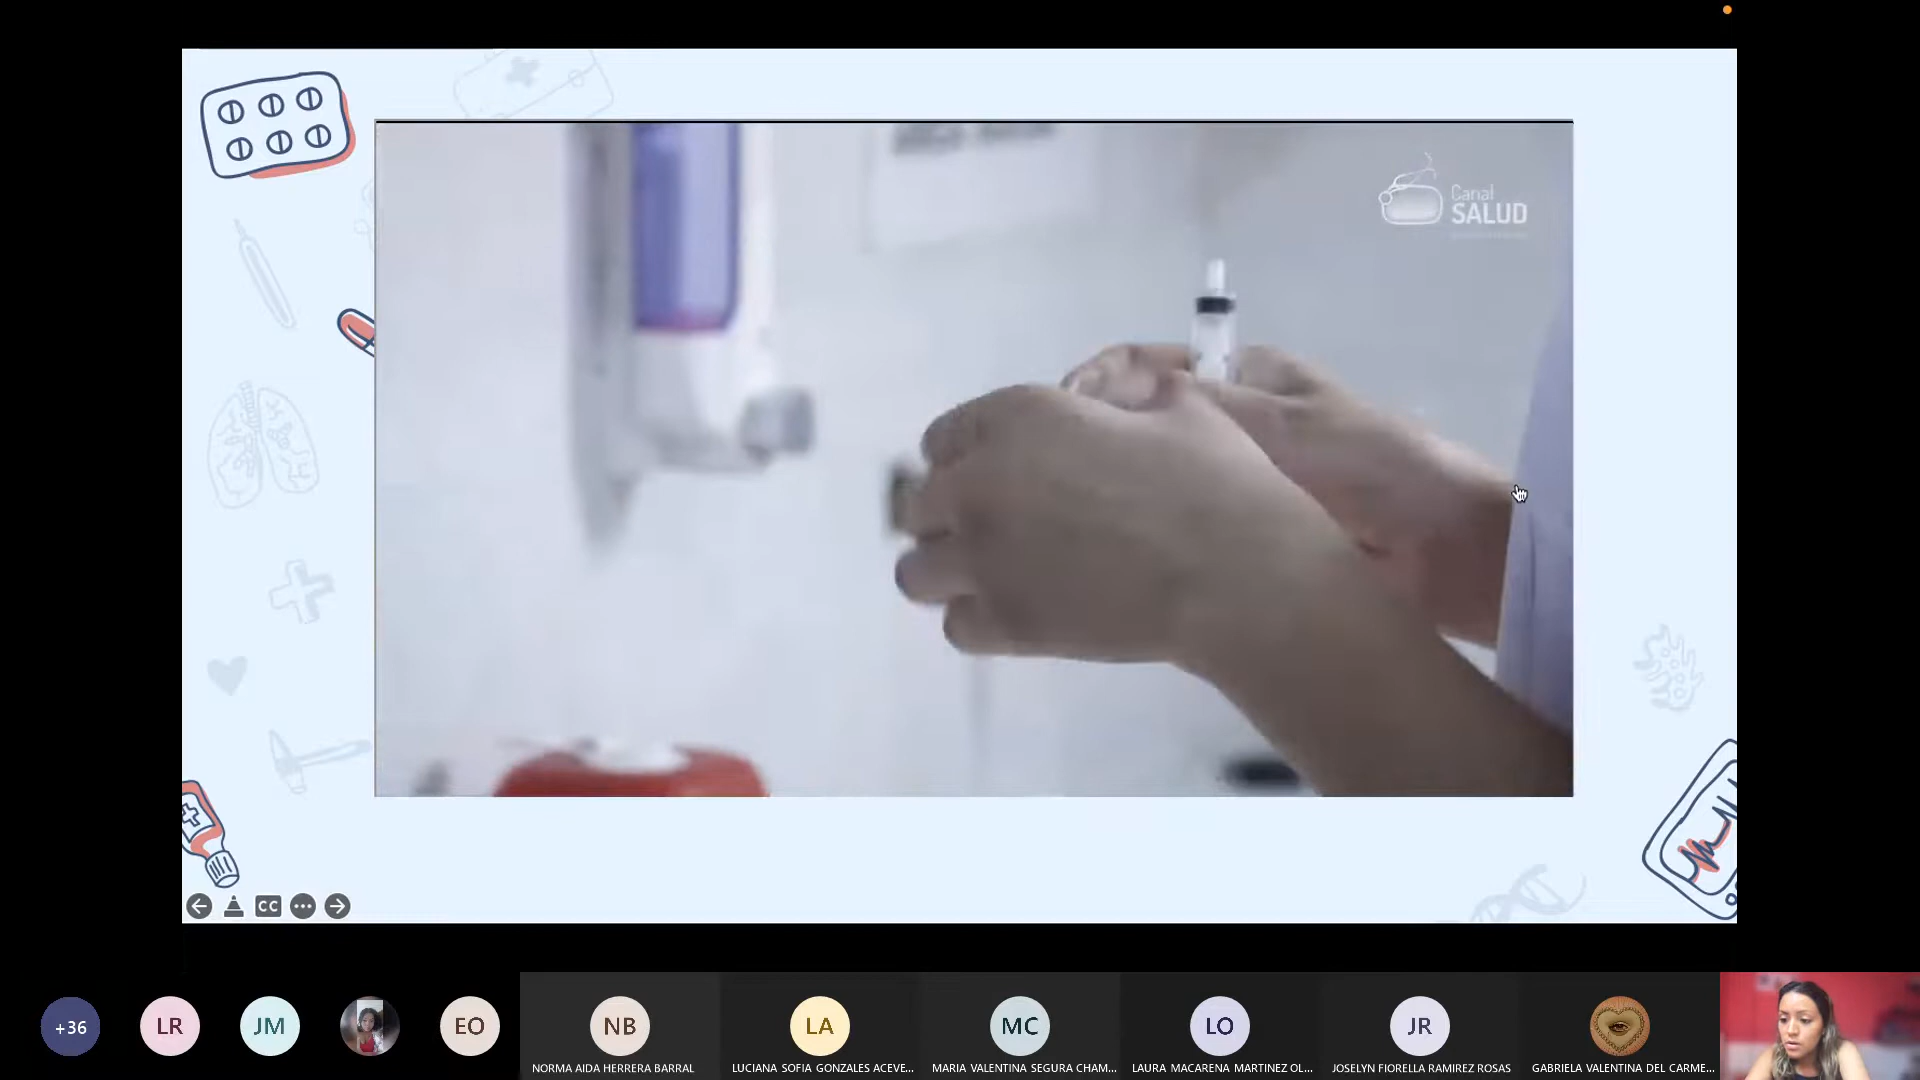 Canal
SALUD
CC
+36
LR
JM
EO
NB
LA
MC
LO
JR
NORMA AIDA HERRERA BARRAL
LUCIANA SOFIA GONZALES ACEVE...
MARIA VALENTINA SEGURA CHAM...
LAURA MACARENA MARTINEZ OL...
JOSELYN FIORELLA RAMIREZ ROSAS
GABRIELA VALENTINA DEL CARME...